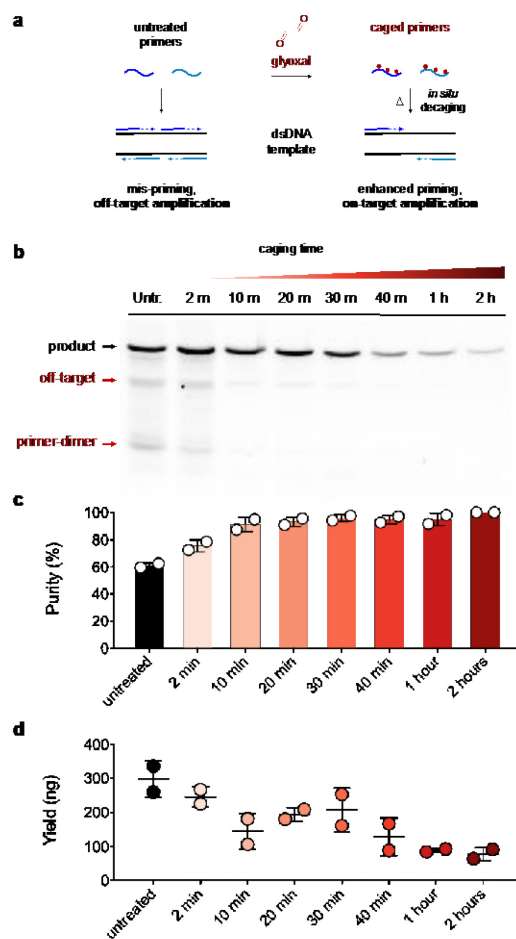 a
untreated
primers
O
O
glyoxal
caged primers
Δ
in situ
decaging
dsDNA
template
mis-priming,
off-target amplification
enhanced priming,
on-target amplification
b
caging time
Untr. 2 m 10 m 20 m 30 m 40 m 1 h 2 h
product
off-target
primer-dimer
c
Purity (%)
100
80
60
40
20
0
untreated
2 min
10 min
20 min
30 min
40 min
1 hour
2 hours
d
Yield (ng)
400
300
200
100
0
untreated
2 min
10 min
20 min
30 min
40 min
1 hour
2 hours